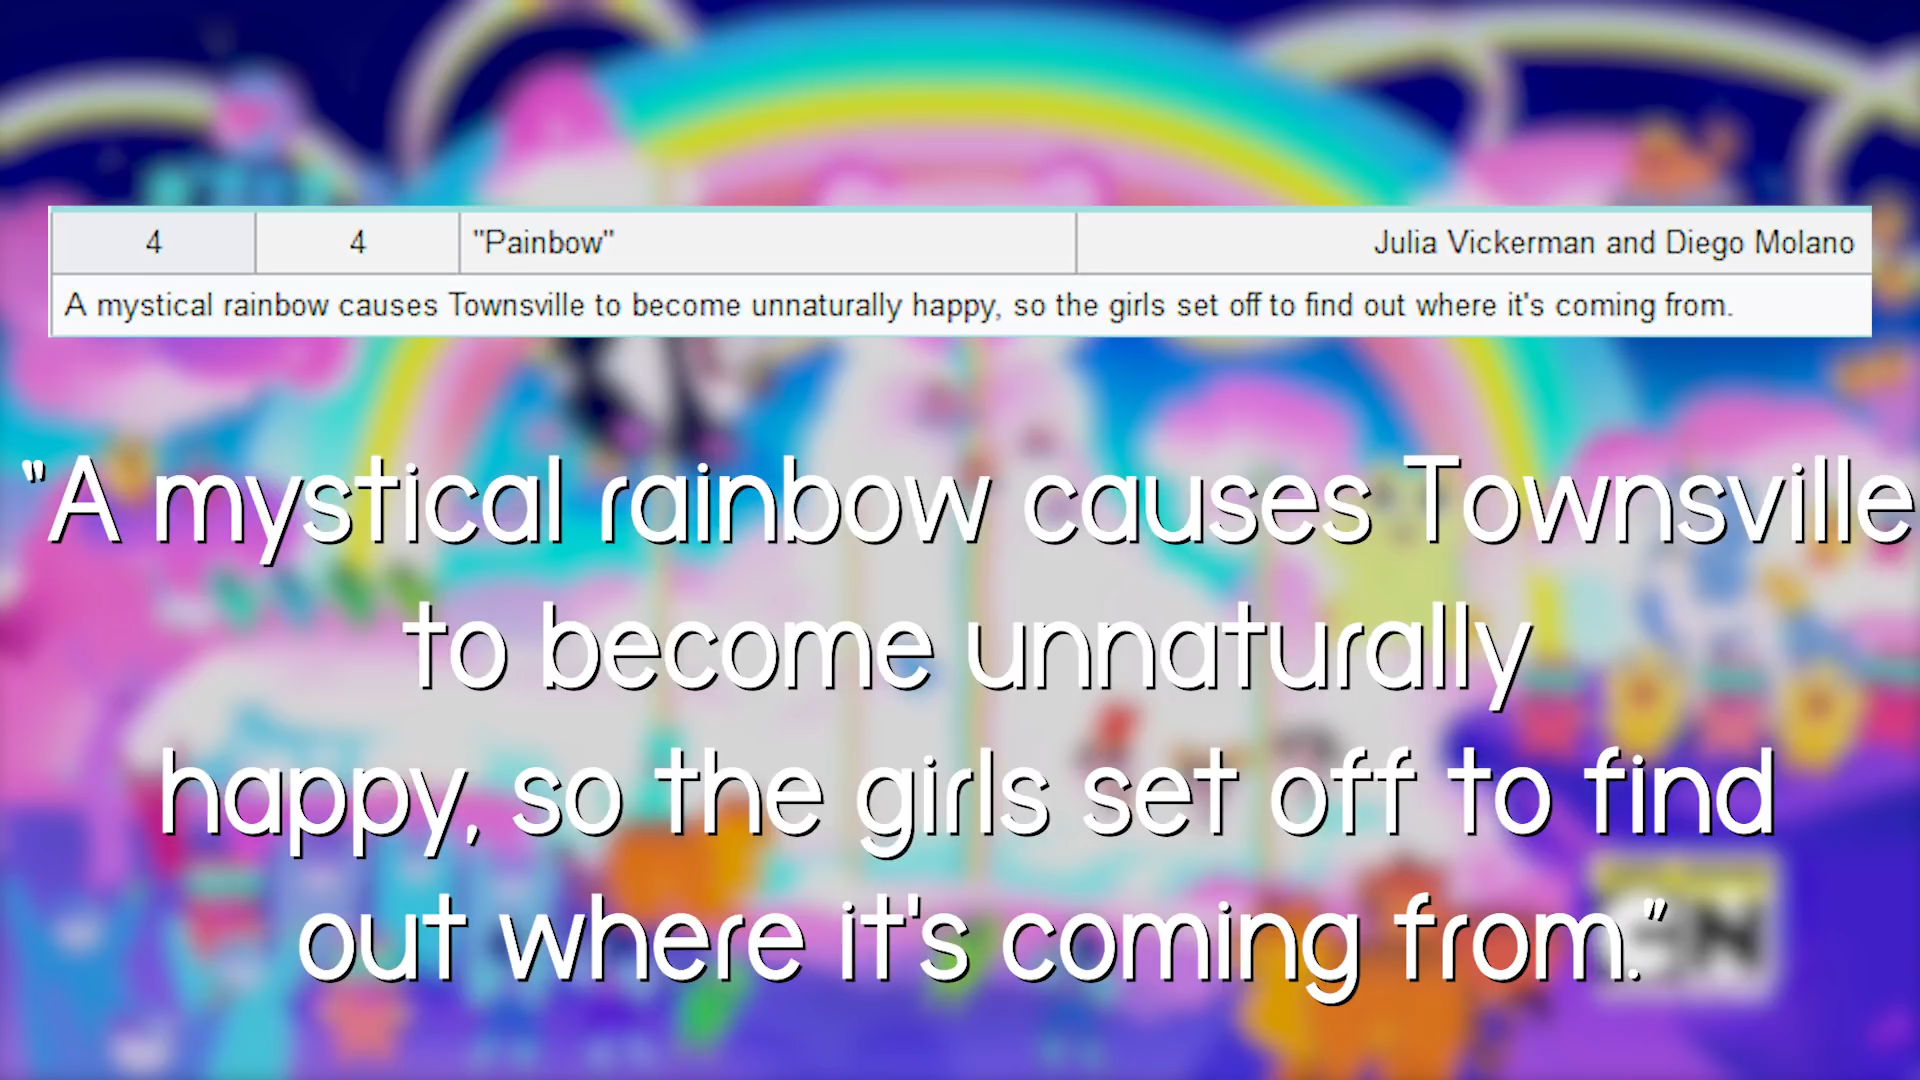 4 4 "Painbow" Julia Vickerman and Diego Molano
A mystical rainbow causes Townsville to become unnaturally happy, so the girls set off to find out where it's coming from.
"A mystical rainbow causes Townsville
to become unnaturally
happy, so the girls set off to find
out where it's coming from."
CN